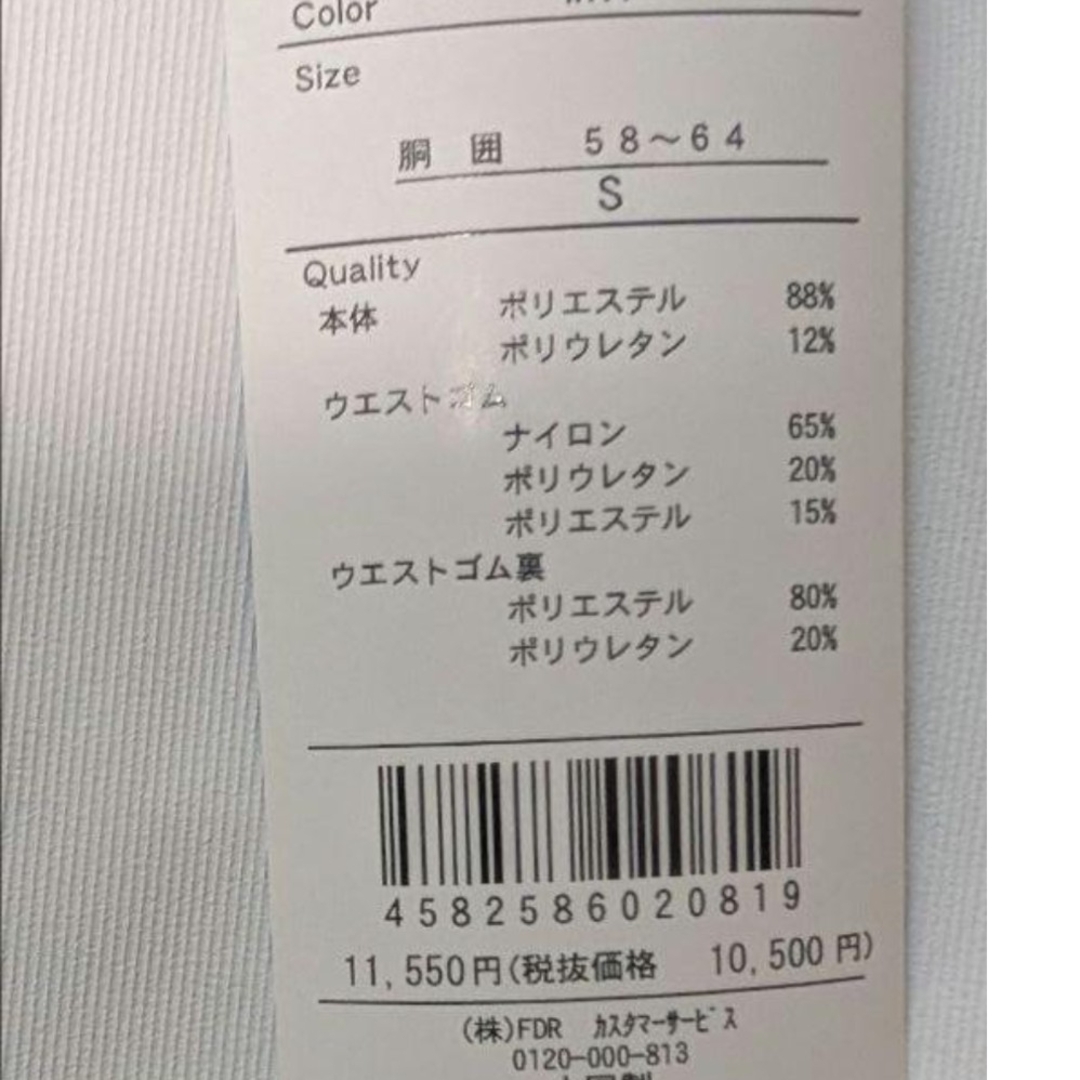 Color
Size
胴 囲 58～64
S
Quality
本体 ポリエステル 88%
ポリウレタン 12%
ウエストゴム
ナイロン 65%
ポリウレタン 20%
ポリエステル 15%
ウエストゴム裏
ポリエステル 80%
ポリウレタン 20%
4582586020819
11,550円(税抜価格 10,500円)
(株)FDR ｶｽﾀﾏｰｻｰﾋﾞｽ
0120-000-813